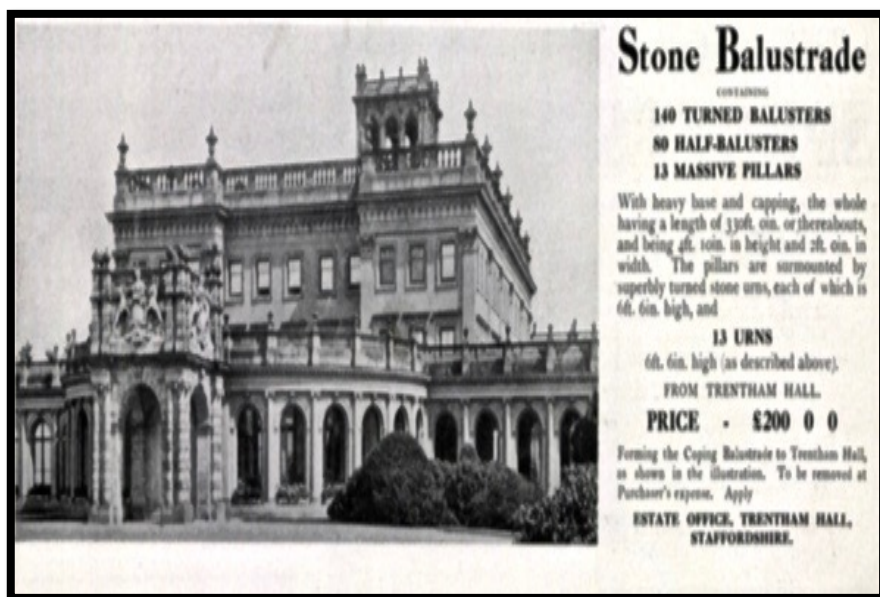 Stone Balustrade
CONTAINING
140 TURNED BALUSTERS
80 HALF-BALUSTERS
13 MASSIVE PILLARS
With heavy base and capping, the whole
having a length of 330ft. 0in. or thereabouts,
and being 4ft. 10in. in height and 2ft. 0in. in
width. The pillars are surmounted by
superbly turned stone urns, each of which is
6ft. 6in. high, and
13 URNS
6ft. 6in. high (as described above).
FROM TRENTHAM HALL.
PRICE - £200 0 0
Forming the Coping Balustrade to Trentham Hall,
as shown in the illustration. To be removed at
Purchaser's expense. Apply
ESTATE OFFICE, TRENTHAM HALL,
STAFFORDSHIRE.